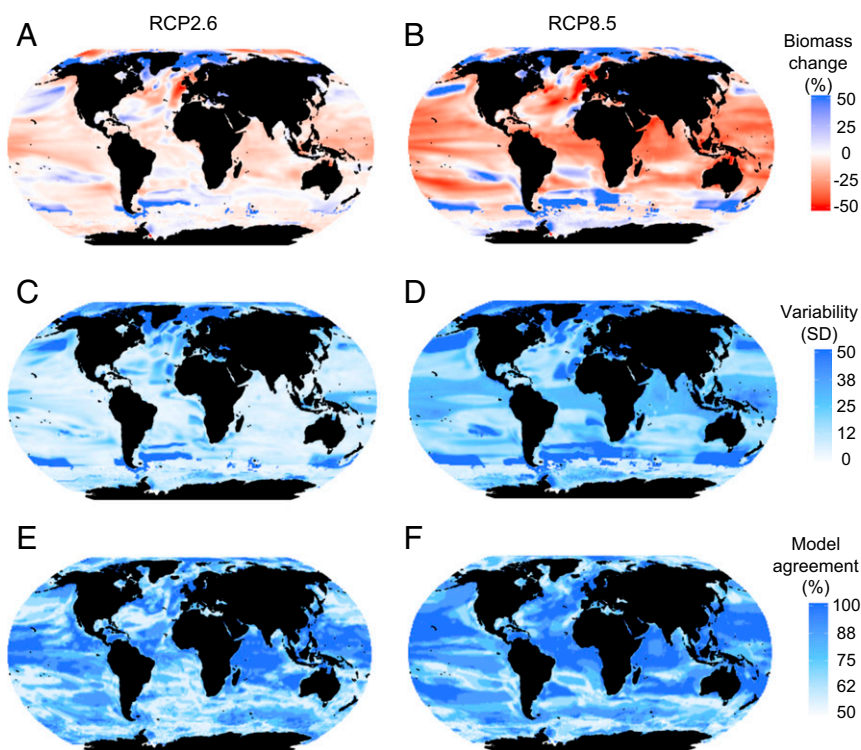 RCP2.6
RCP8.5
A
B
Biomass
change
(%)
50
25
0
-25
-50
C
D
Variability
(SD)
50
35
25
12
0
E
F
Model
agreement
(%)
100
88
75
62
50